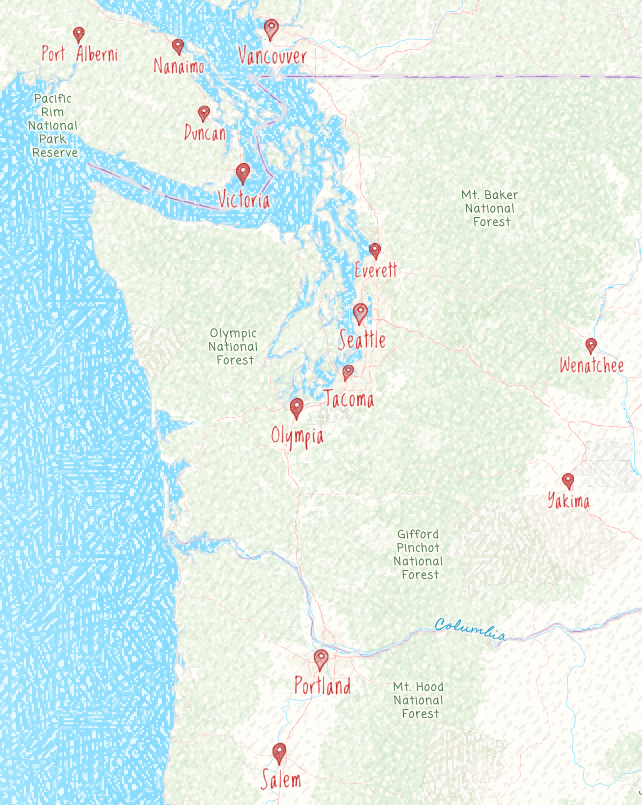 Port Alberni
Nanaimo
Vancouver
Pacific
Rim
National
Park
Reserve
Duncan
Victoria
Mt. Baker
National
Forest
Everett
Seattle
Olympic
National
Forest
Wenatchee
Tacoma
Olympia
Yakima
Gifford
Pinchot
National
Forest
Columbia
Portland
Mt. Hood
National
Forest
Salem